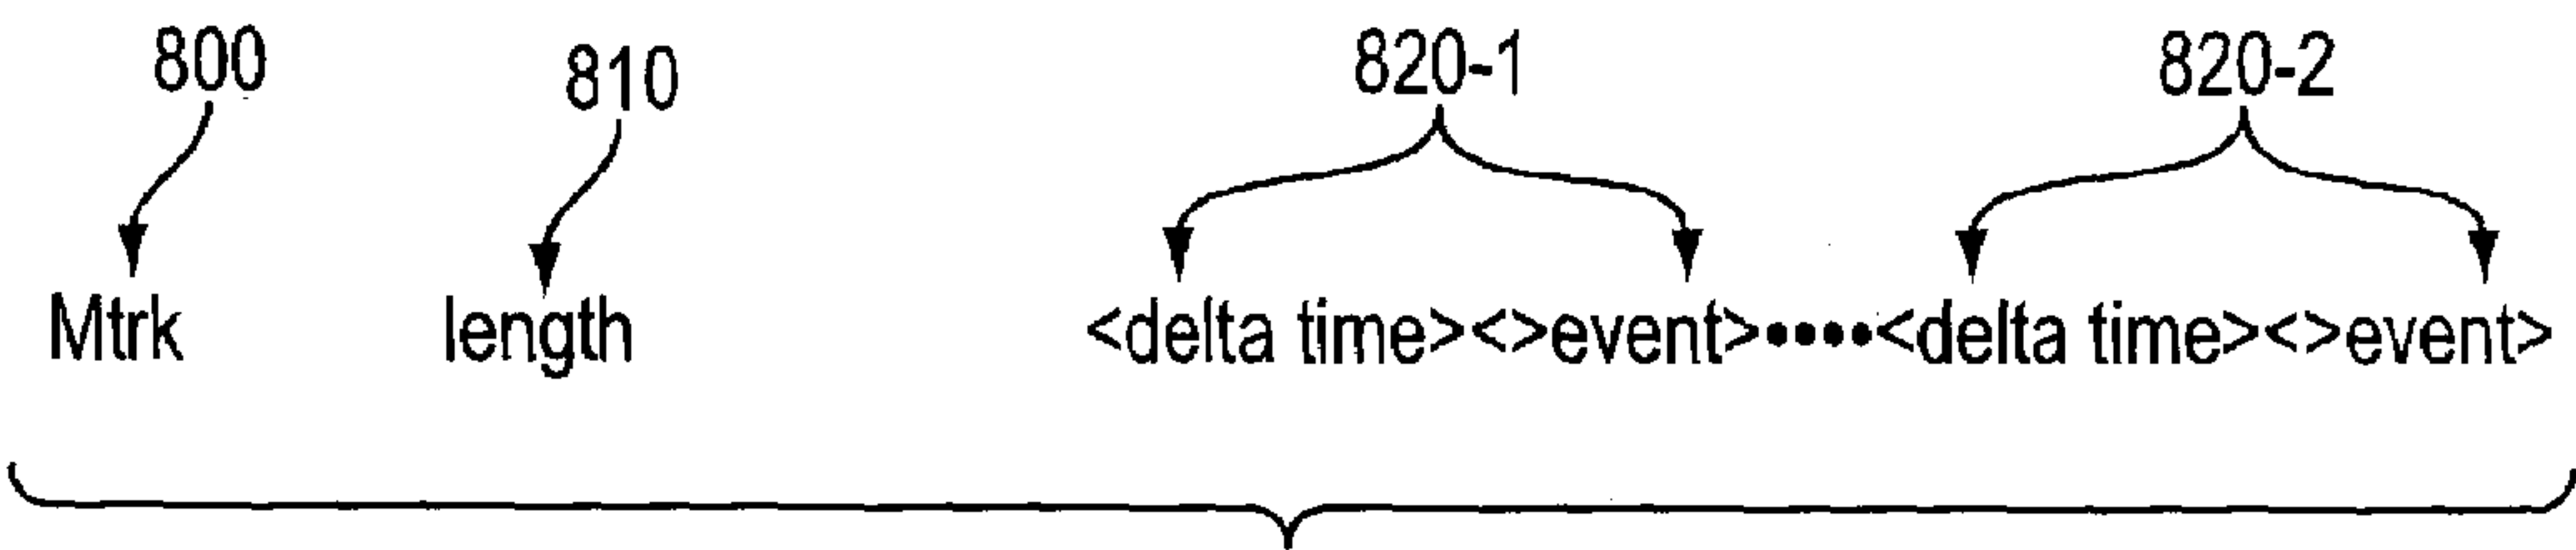 800 810 820-1 820-2
Mtrk length <delta time><>event>••••<delta time><>event>